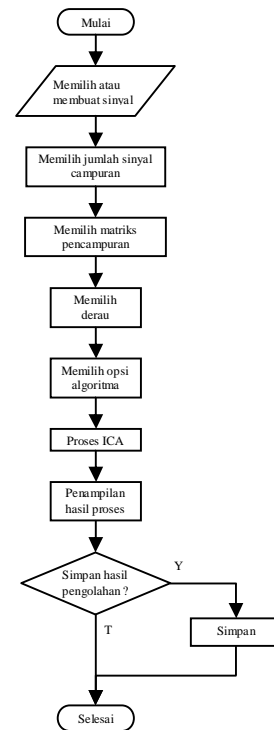 Mulai
Memilih atau
membuat sinyal
Memilih jumlah sinyal
campuran
Memilih matriks
pencampuran
Memilih
derau
Memilih opsi
algoritma
Proses ICA
Penampilan
hasil proses
Simpan hasil
pengolahan ?
Y
T
Simpan
Selesai